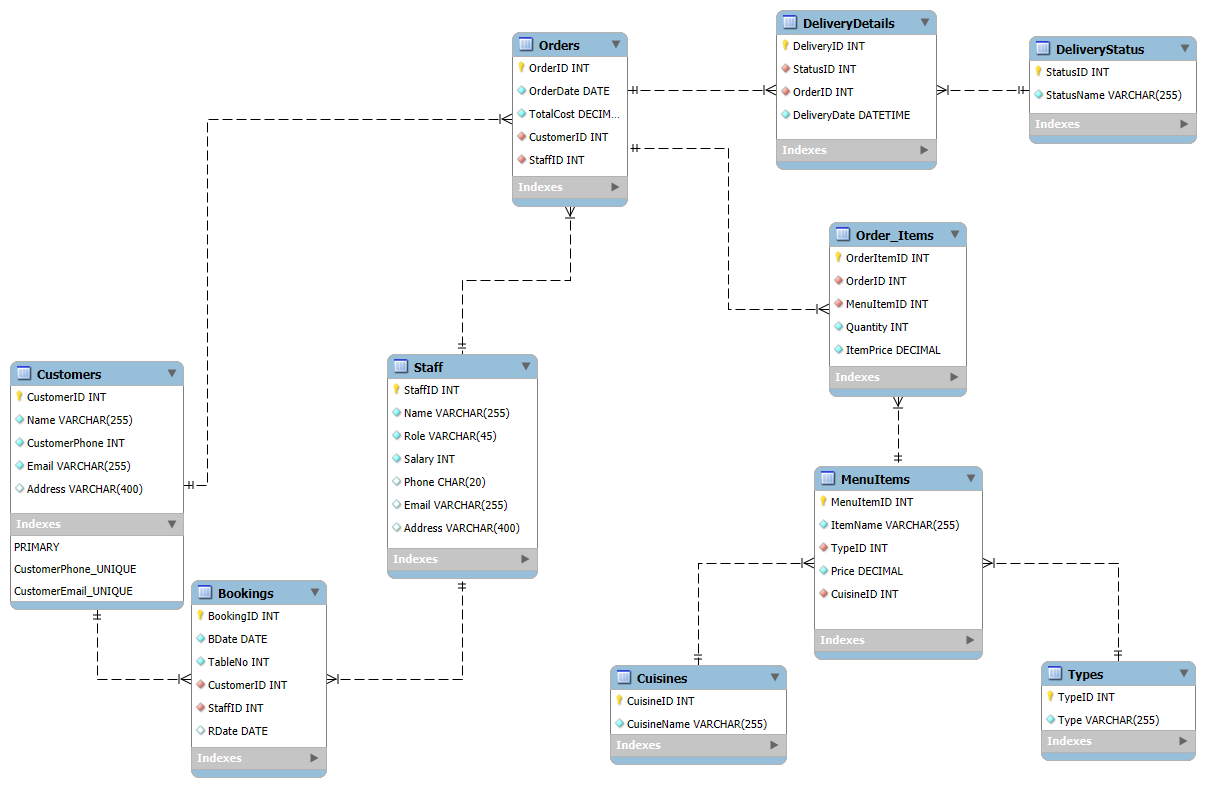 Orders
OrderID INT
OrderDate DATE
TotalCost DECIM...
CustomerID INT
StaffID INT
Indexes
DeliveryDetails
DeliveryID INT
StatusID INT
OrderID INT
DeliveryDate DATETIME
Indexes
DeliveryStatus
StatusID INT
StatusName VARCHAR(255)
Indexes
Order_Items
OrderItemID INT
OrderID INT
MenuItemID INT
Quantity INT
ItemPrice DECIMAL
Indexes
Customers
CustomerID INT
Name VARCHAR(255)
CustomerPhone INT
Email VARCHAR(255)
Address VARCHAR(400)
Indexes
PRIMARY
CustomerPhone_UNIQUE
CustomerEmail_UNIQUE
Staff
StaffID INT
Name VARCHAR(255)
Role VARCHAR(45)
Salary INT
Phone CHAR(20)
Email VARCHAR(255)
Address VARCHAR(400)
Indexes
MenuItems
MenuItemID INT
ItemName VARCHAR(255)
TypeID INT
Price DECIMAL
CuisineID INT
Indexes
Bookings
BookingID INT
BDate DATE
TableNo INT
CustomerID INT
StaffID INT
RDate DATE
Indexes
Cuisines
CuisineID INT
CuisineName VARCHAR(255)
Indexes
Types
TypeID INT
Type VARCHAR(255)
Indexes